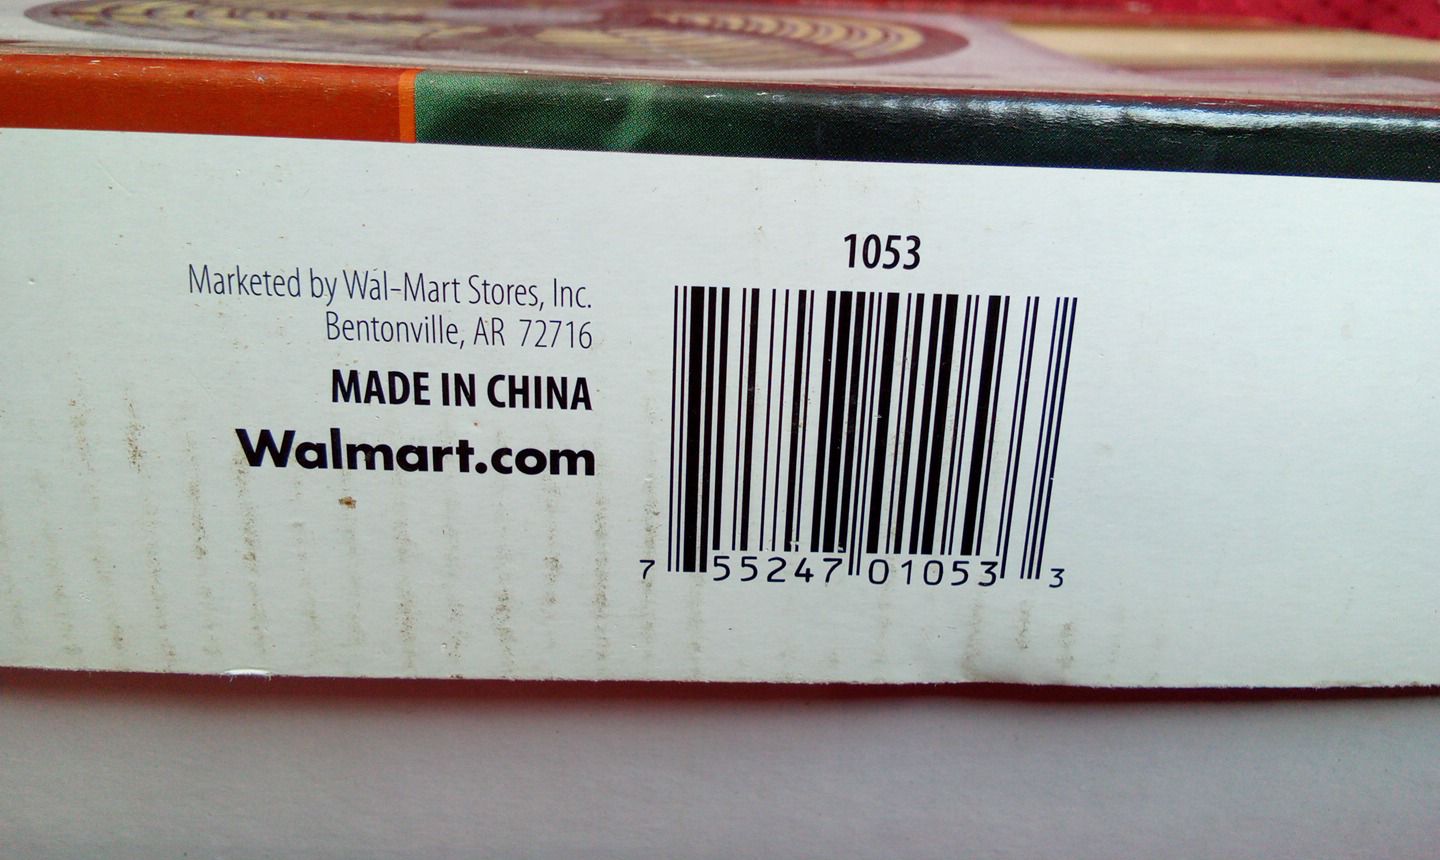 Marketed by Wal-Mart Stores, Inc.
Bentonville, AR 72716
MADE IN CHINA
Walmart.com
1053
7 55247 01053 3